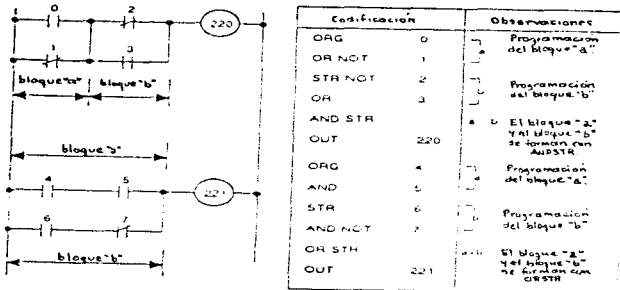 0 2 220
1 3
bloque "a" bloque "b"
bloque "a"
4 5 221
6 7
bloque "b"
Codificación Observaciones
ORG 0 Programación
OR NOT 1 a del bloque "a".
STR NOT 2 Programación
OR 3 b del bloque "b"
AND STR a b El bloque "a"
y el bloque "b"
OUT 220 se forman con
ANDSTR
ORG 4 Programación
AND 5 a del bloque "a".
STR 6 Programación
AND NOT 7 b del bloque "b"
OR STR a+b El bloque "a"
y el bloque "b"
OUT 221 se forman con
ORSTR